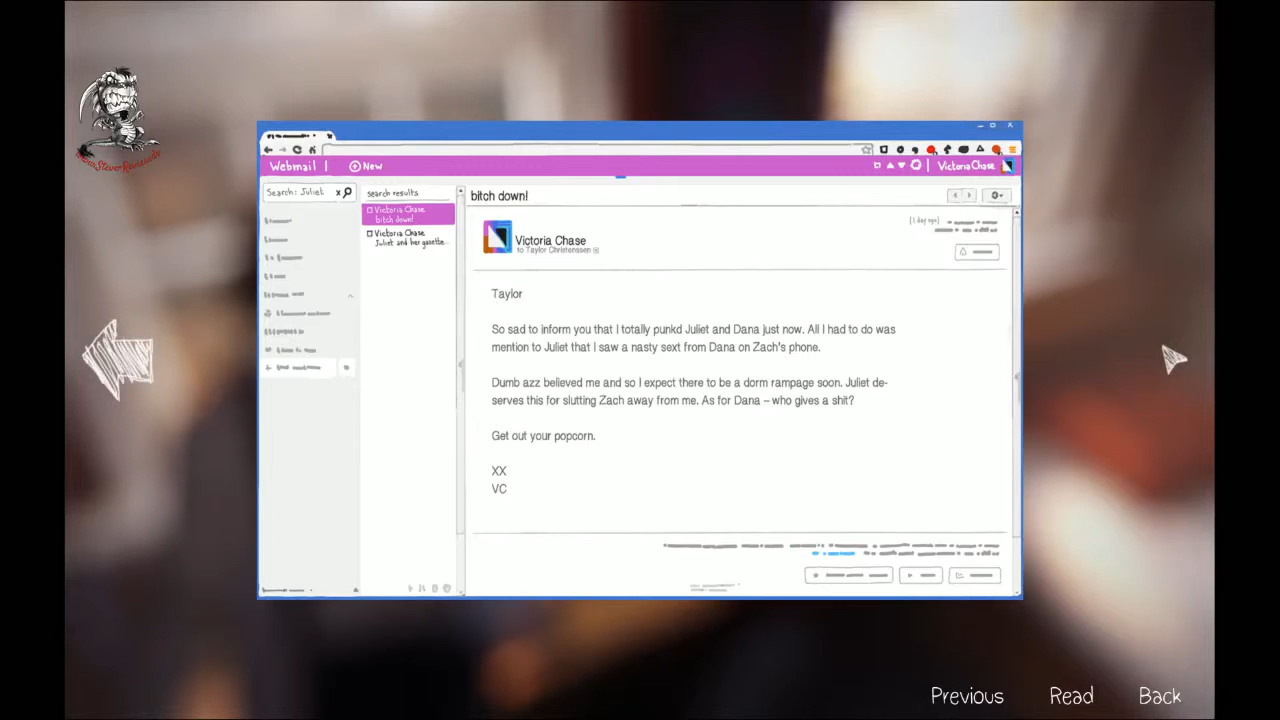 Webmail |
New
Victoria Chase
Search: Juliet x
search results
Victoria Chase
bitch down!
Victoria Chase
Juliet and her gazette...
bitch down!
Victoria Chase
to Taylor Christenssen
(1 day ago)
Taylor
So sad to inform you that I totally punkd Juliet and Dana just now. All I had to do was
mention to Juliet that I saw a nasty sext from Dana on Zach's phone.
Dumb azz believed me and so I expect there to be a dorm rampage soon. Juliet de-
serves this for slutting Zach away from me. As for Dana – who gives a shit?
Get out your popcorn.
XX
VC
Previous
Read
Back